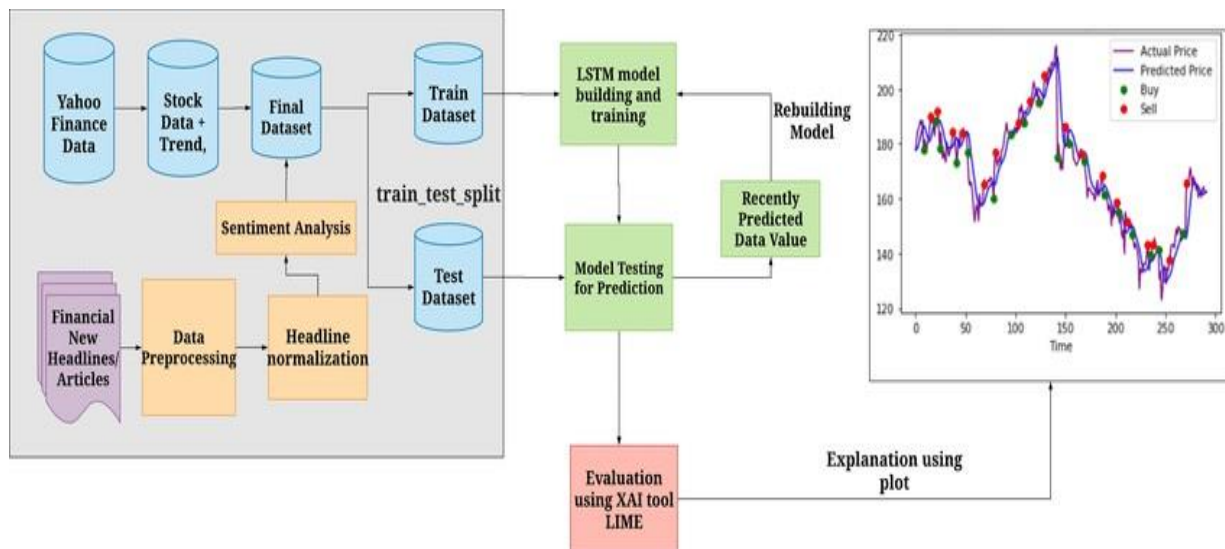 Yahoo
Finance
Data
Stock
Data +
Trend,
Final
Dataset
Train
Dataset
train_test_split
Test
Dataset
Sentiment Analysis
Financial
New
Headlines/
Articles
Data
Preprocessing
Headline
normalization
LSTM model
building and
training
Rebuilding
Model
Recently
Predicted
Data Value
Model Testing
for Prediction
Evaluation
using XAI tool
LIME
Explanation using
plot
220
200
180
160
140
120
0 50 100 150 200 250 300
Time
Actual Price
Predicted Price
Buy
Sell